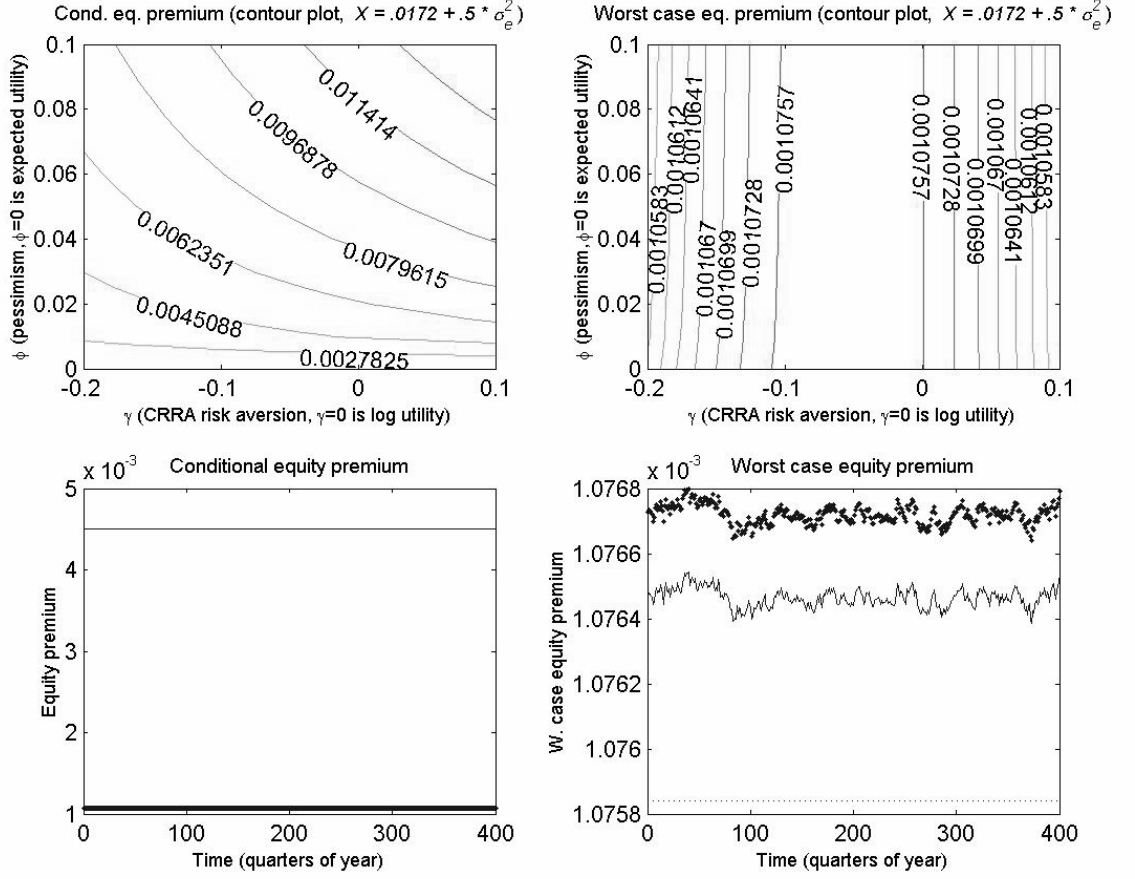 Cond. eq. premium (contour plot, X = .0172 + .5 * σ_e^2)
φ (pessimism, φ=0 is expected utility)
0.1
0.08
0.06
0.04
0.02
0
0.011414
0.0096878
0.0079615
0.0062351
0.0045088
0.0027825
-0.2 -0.1 0 0.1
γ (CRRA risk aversion, γ=0 is log utility)
Worst case eq. premium (contour plot, X = .0172 + .5 * σ_e^2)
φ (pessimism, φ=0 is expected utility)
0.1
0.08
0.06
0.04
0.02
0
0.0010583
0.0010612
0.0010641
0.001067
0.0010699
0.0010728
0.0010757
0.0010757
0.0010728
0.0010699
0.001067
0.0010641
0.0010612
0.0010583
-0.2 -0.1 0 0.1
γ (CRRA risk aversion, γ=0 is log utility)
x 10^-3
Conditional equity premium
Equity premium
5
4
3
2
1
0 100 200 300 400
Time (quarters of year)
x 10^-3
Worst case equity premium
W. case equity premium
1.0768
1.0766
1.0764
1.0762
1.076
1.0758
0 100 200 300 400
Time (quarters of year)